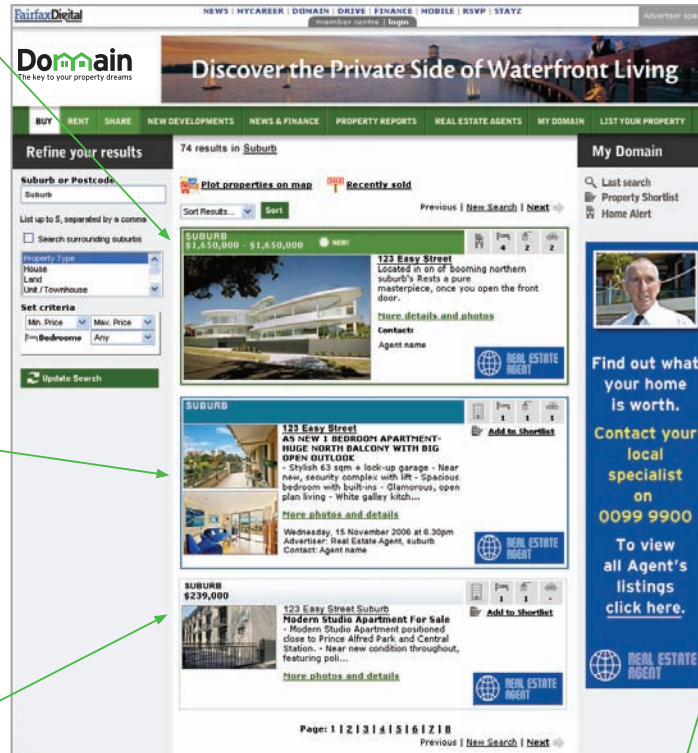 FairfaxDigital
NEWS | MYCAREER | DOMAIN | DRIVE | FINANCE | MOBILE | RSVP | STAYZ
member centre | login
Advertiser
Domain
The key to your property dreams
Discover the Private Side of Waterfront Living
BUY RENT SHARE NEW DEVELOPMENTS NEWS & FINANCE PROPERTY REPORTS REAL ESTATE AGENTS MY DOMAIN LIST YOUR PROPERTY
Refine your results
Suburb or Postcode
Suburb
List up to 5, separated by a comma
Search surrounding suburbs
Property Type
House
Land
Unit / Townhouse
Set criteria
Min. Price Max. Price
Bedrooms Any
Update Search
74 results in Suburb
Plot properties on map Recently sold
Sort Results... Sort Previous | New Search | Next
SUBURB
$1,650,000 - $1,650,000 NEW!
4 2 2
123 Easy Street
Located in on of booming northern
suburb's Rests a pure
masterpiece, once you open the front
door.
More details and photos
Contact:
Agent name
REAL ESTATE
AGENT
SUBURB
1 1 1
123 Easy Street
Add to Shortlist
AS NEW 1 BEDROOM APARTMENT-
HUGE NORTH BALCONY WITH BIG
OPEN OUTLOOK
- Stylish 63 sqm + lock-up garage - Near
new, security complex with lift - Spacious
bedroom with built-ins - Glamorous, open
plan living - White galley kitch...
More photos and details
Wednesday, 15 November 2006 at 6.30pm
Advertiser: Real Estate Agent, suburb
Contact: Agent name
REAL ESTATE
AGENT
SUBURB
$239,000
1 1 -
123 Easy Street Suburb
Add to Shortlist
Modern Studio Apartment For Sale
- Modern Studio Apartment positioned
close to Prince Alfred Park and Central
Station. - Near new condition throughout,
featuring poli...
More photos and details
REAL ESTATE
AGENT
Page: 1 | 2 | 3 | 4 | 5 | 6 | 7 | 8
Previous | New Search | Next
My Domain
Last search
Property Shortlist
Home Alert
Find out what
your home
is worth.
Contact your
local
specialist
on
0099 9900
To view
all Agent's
listings
click here.
REAL ESTATE
AGENT